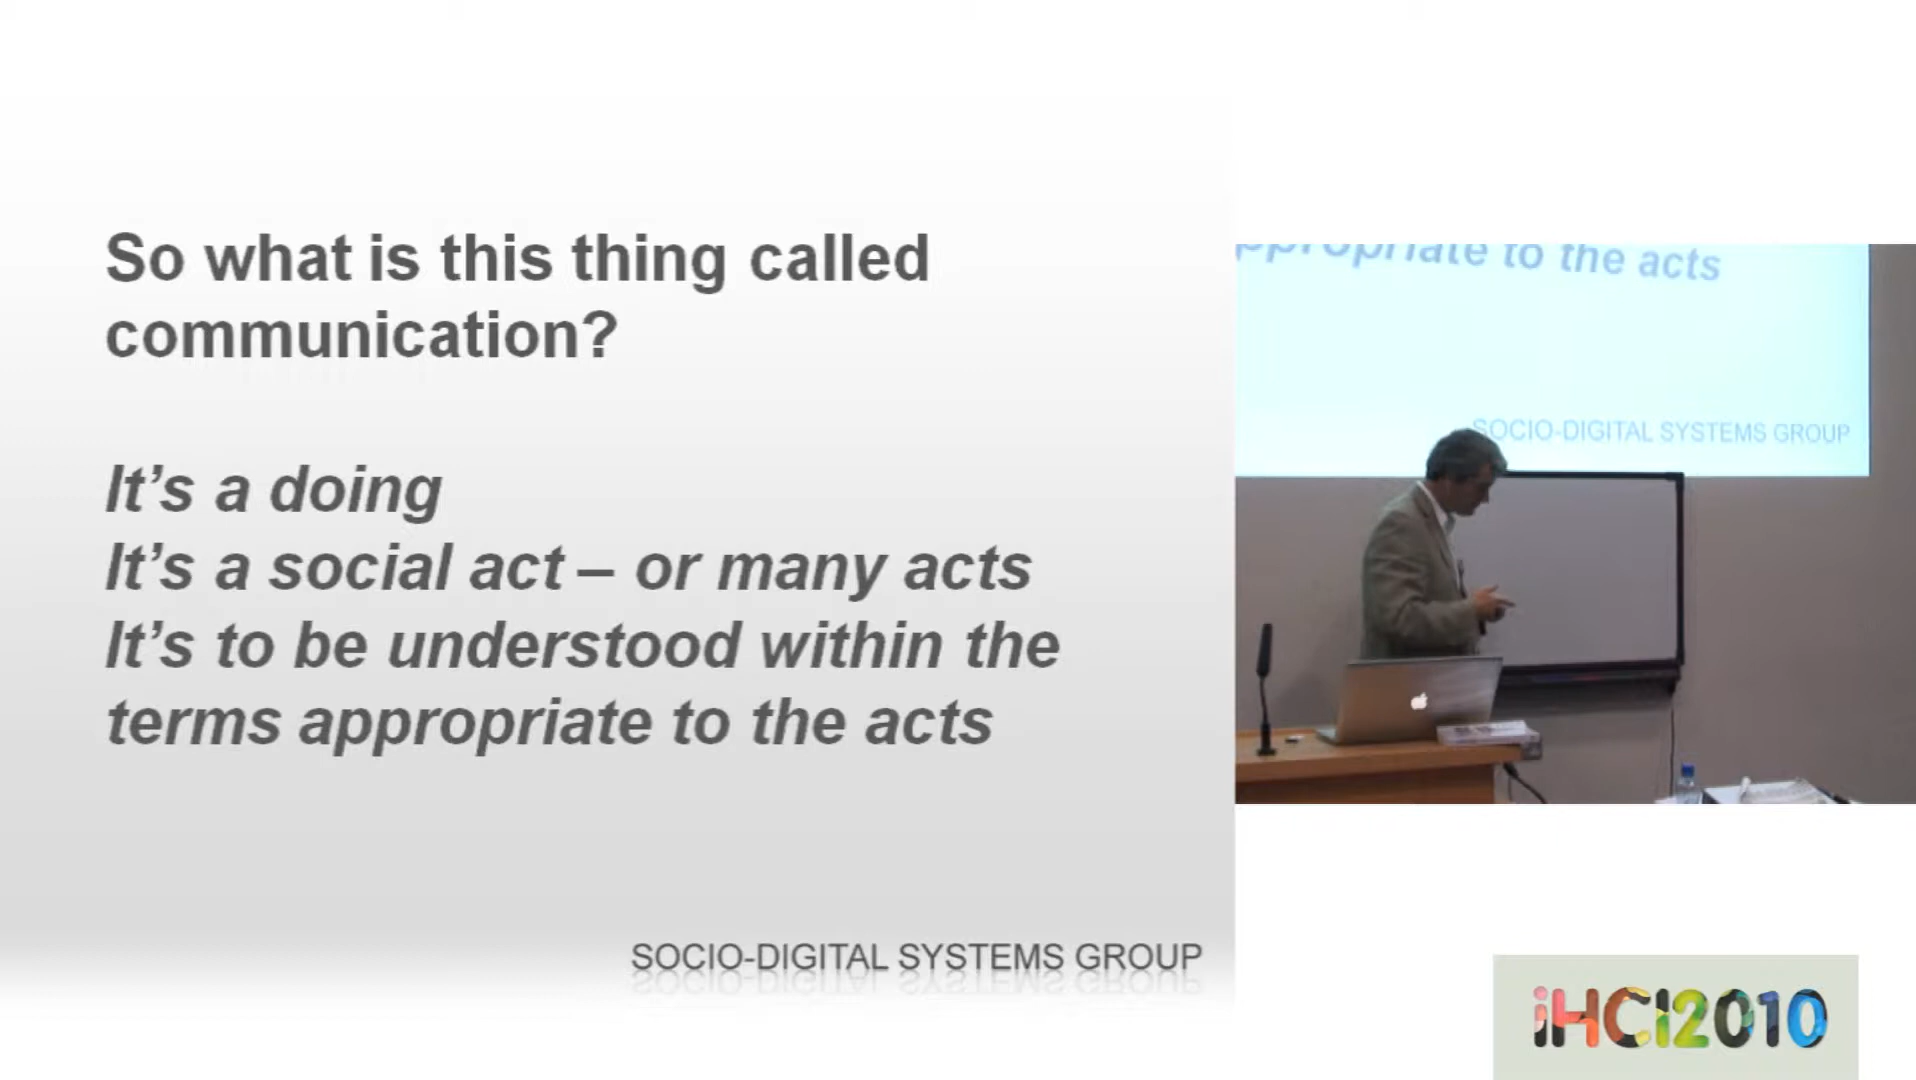 So what is this thing called
communication?
It's a doing
It's a social act – or many acts
It's to be understood within the
terms appropriate to the acts
SOCIO-DIGITAL SYSTEMS GROUP
appropriate to the acts
SOCIO-DIGITAL SYSTEMS GROUP
iHCI2010